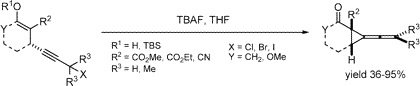 R¹O
Y
R²
R³
R³
X
TBAF, THF
R¹ = H, TBS
R² = CO₂Me, CO₂Et, CN
R³ = H, Me
X = Cl, Br, I
Y = CH₂, OMe
O
R²
Y
H
R³
R³
yield 36-95%